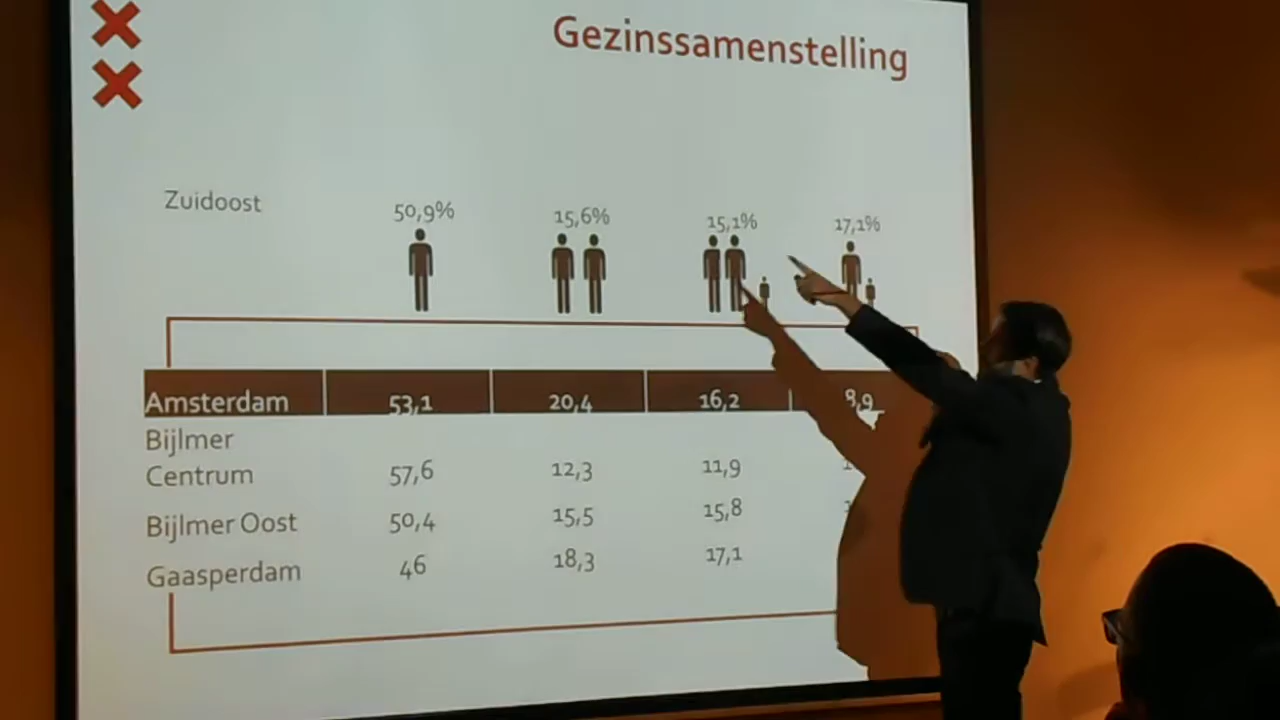 Gezinssamenstelling
Zuidoost 50,9% 15,6% 15,1% 17,1%
Amsterdam 53,1 20,4 16,2 8,9
Bijlmer
Centrum 57,6 12,3 11,9
Bijlmer Oost 50,4 15,5 15,8
Gaasperdam 46 18,3 17,1